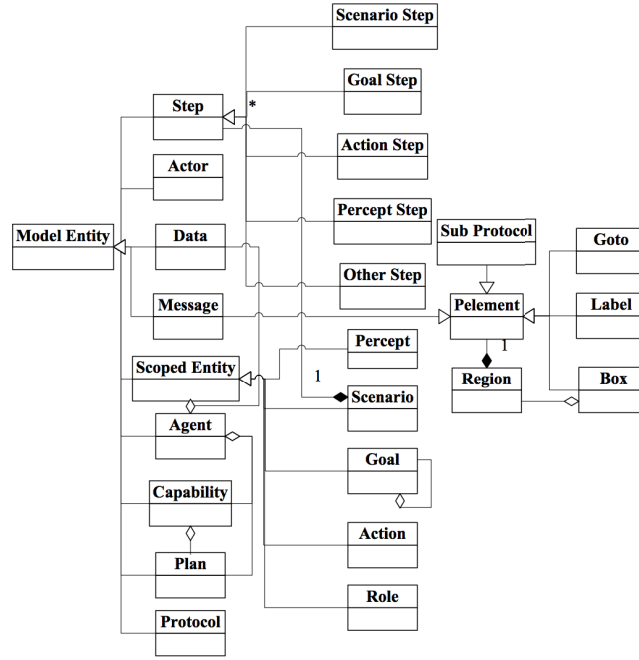 Scenario Step
Goal Step
Step
*
Action Step
Actor
Percept Step
Model Entity
Data
Sub Protocol
Goto
Other Step
Message
Pelement
Label
Percept
1
Scoped Entity
1
Scenario
Region
Box
Agent
Goal
Capability
Action
Plan
Role
Protocol